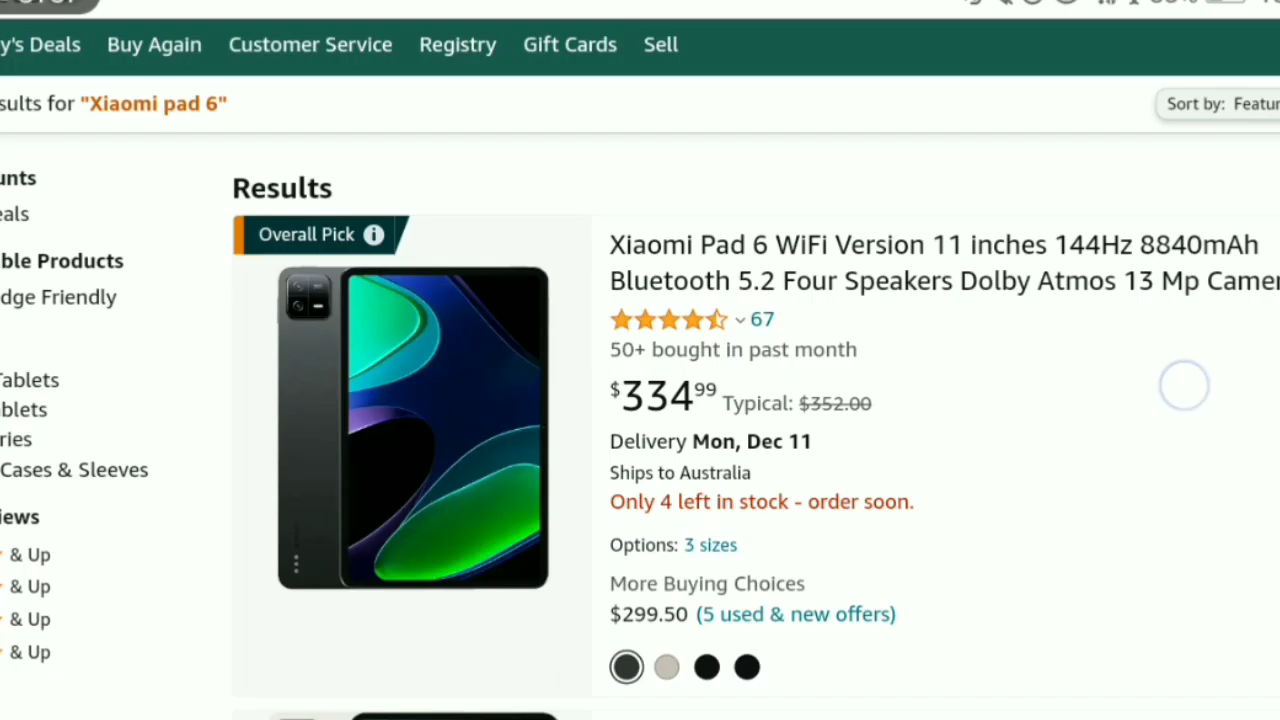 y's Deals Buy Again Customer Service Registry Gift Cards Sell
sults for "Xiaomi pad 6"
Sort by: Featur
unts
eals
ble Products
dge Friendly
Tablets
ablets
ries
Cases & Sleeves
iews
& Up
& Up
& Up
& Up
Results
Overall Pick
Xiaomi Pad 6 WiFi Version 11 inches 144Hz 8840mAh
Bluetooth 5.2 Four Speakers Dolby Atmos 13 Mp Camer
67
50+ bought in past month
$334.99 Typical: $352.00
Delivery Mon, Dec 11
Ships to Australia
Only 4 left in stock - order soon.
Options: 3 sizes
More Buying Choices
$299.50 (5 used & new offers)